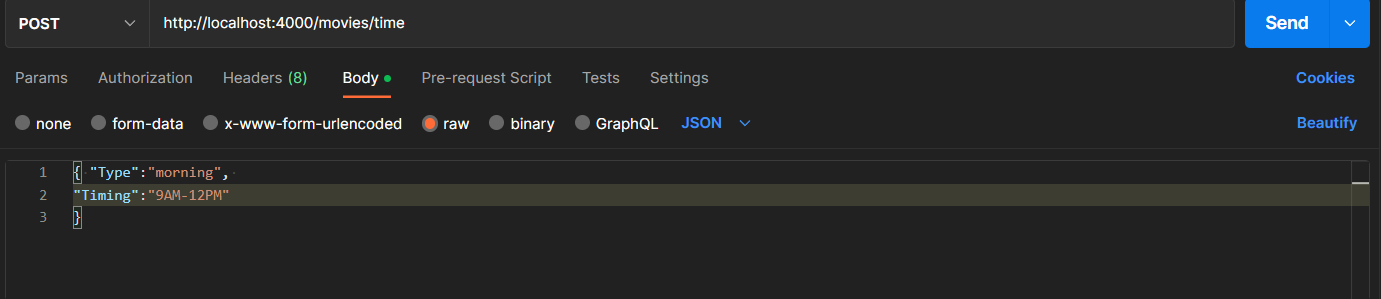 POST http://localhost:4000/movies/time Send
Params Authorization Headers (8) Body Pre-request Script Tests Settings Cookies
none form-data x-www-form-urlencoded raw binary GraphQL JSON Beautify
1 { "Type":"morning",
2 "Timing":"9AM-12PM"
3 }